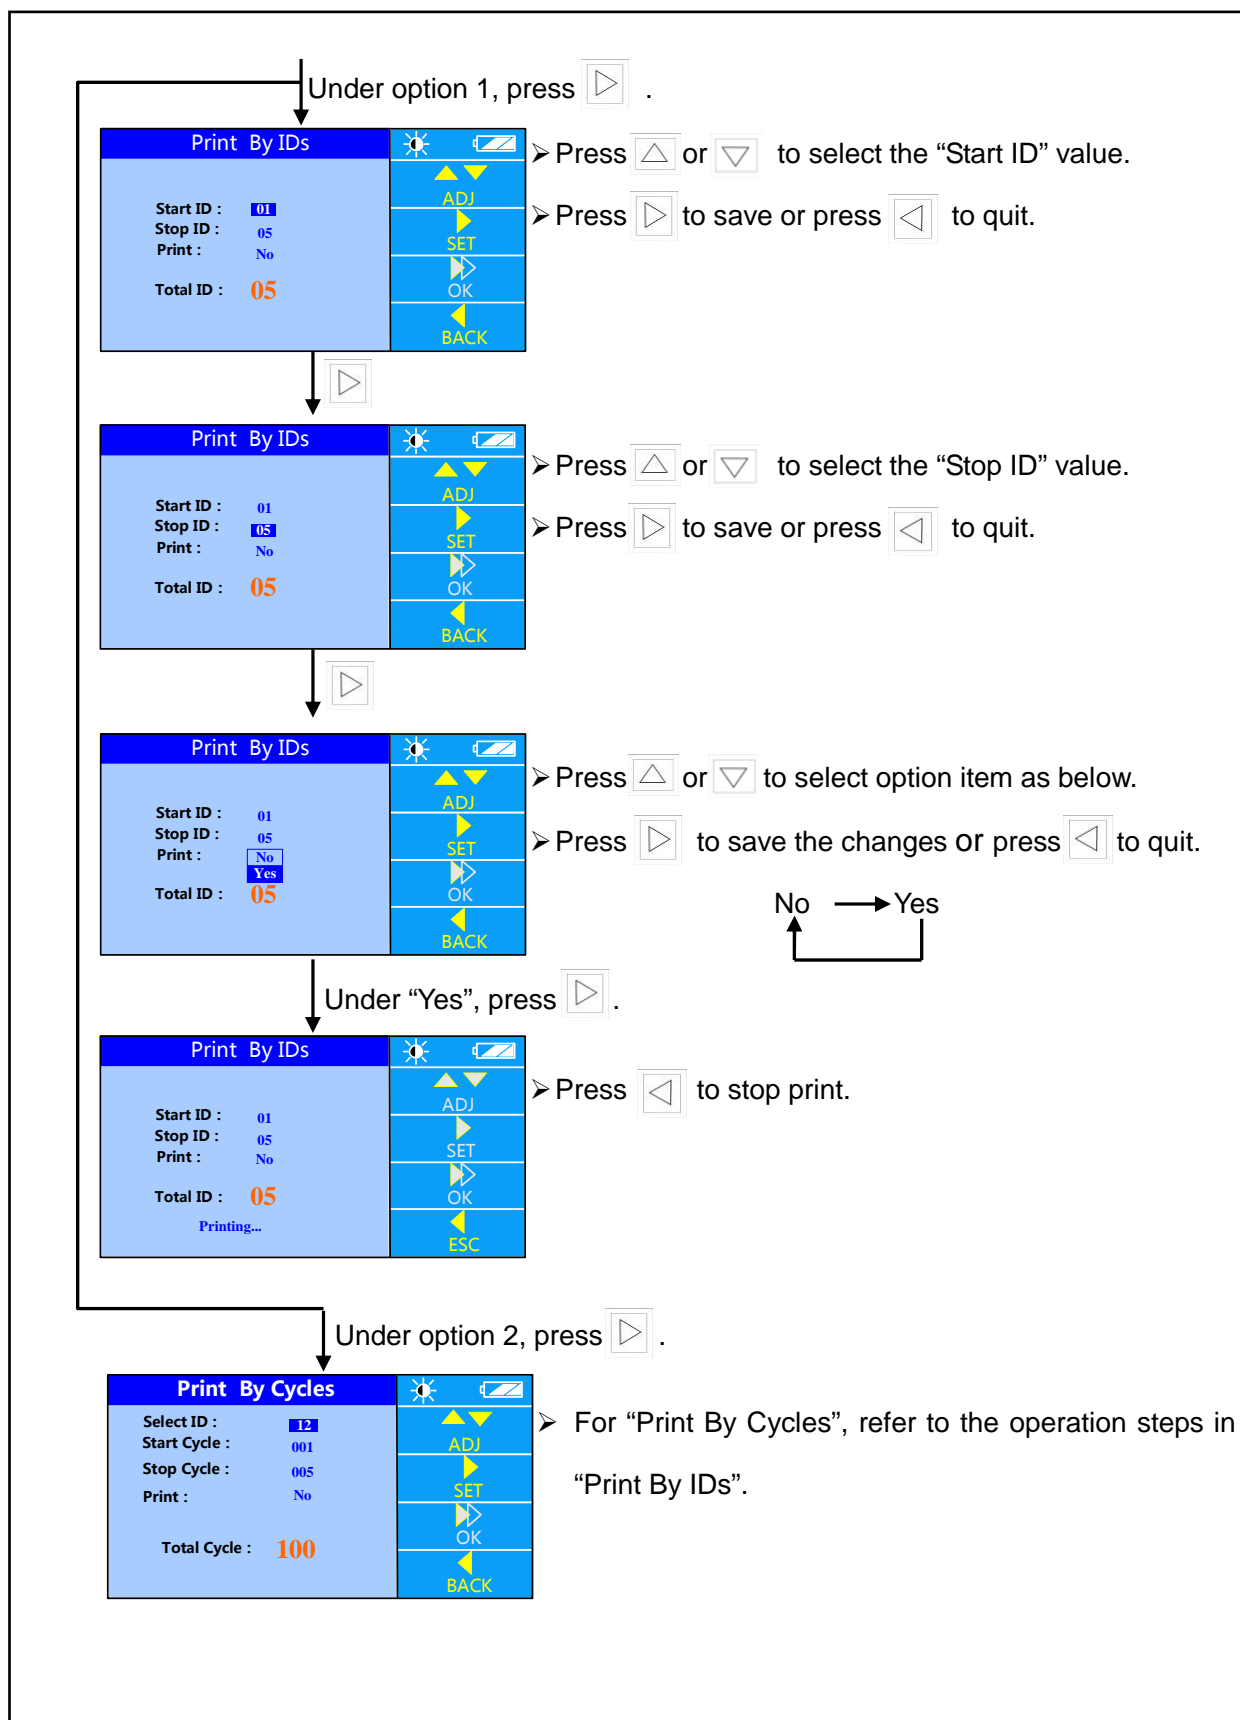 Under option 1, press .
Print By IDs
Start ID : 01
Stop ID : 05
Print : No
Total ID : 05
ADJ
SET
OK
BACK
Press or to select the “Start ID” value.
Press to save or press to quit.
Print By IDs
Start ID : 01
Stop ID : 05
Print : No
Total ID : 05
ADJ
SET
OK
BACK
Press or to select the “Stop ID” value.
Press to save or press to quit.
Print By IDs
Start ID : 01
Stop ID : 05
Print : No
Yes
Total ID : 05
ADJ
SET
OK
BACK
Press or to select option item as below.
Press to save the changes or press to quit.
No Yes
Under “Yes”, press .
Print By IDs
Start ID : 01
Stop ID : 05
Print : No
Total ID : 05
Printing...
ADJ
SET
OK
ESC
Press to stop print.
Under option 2, press .
Print By Cycles
Select ID : 12
Start Cycle : 001
Stop Cycle : 005
Print : No
Total Cycle : 100
ADJ
SET
OK
BACK
For “Print By Cycles”, refer to the operation steps in
“Print By IDs”.